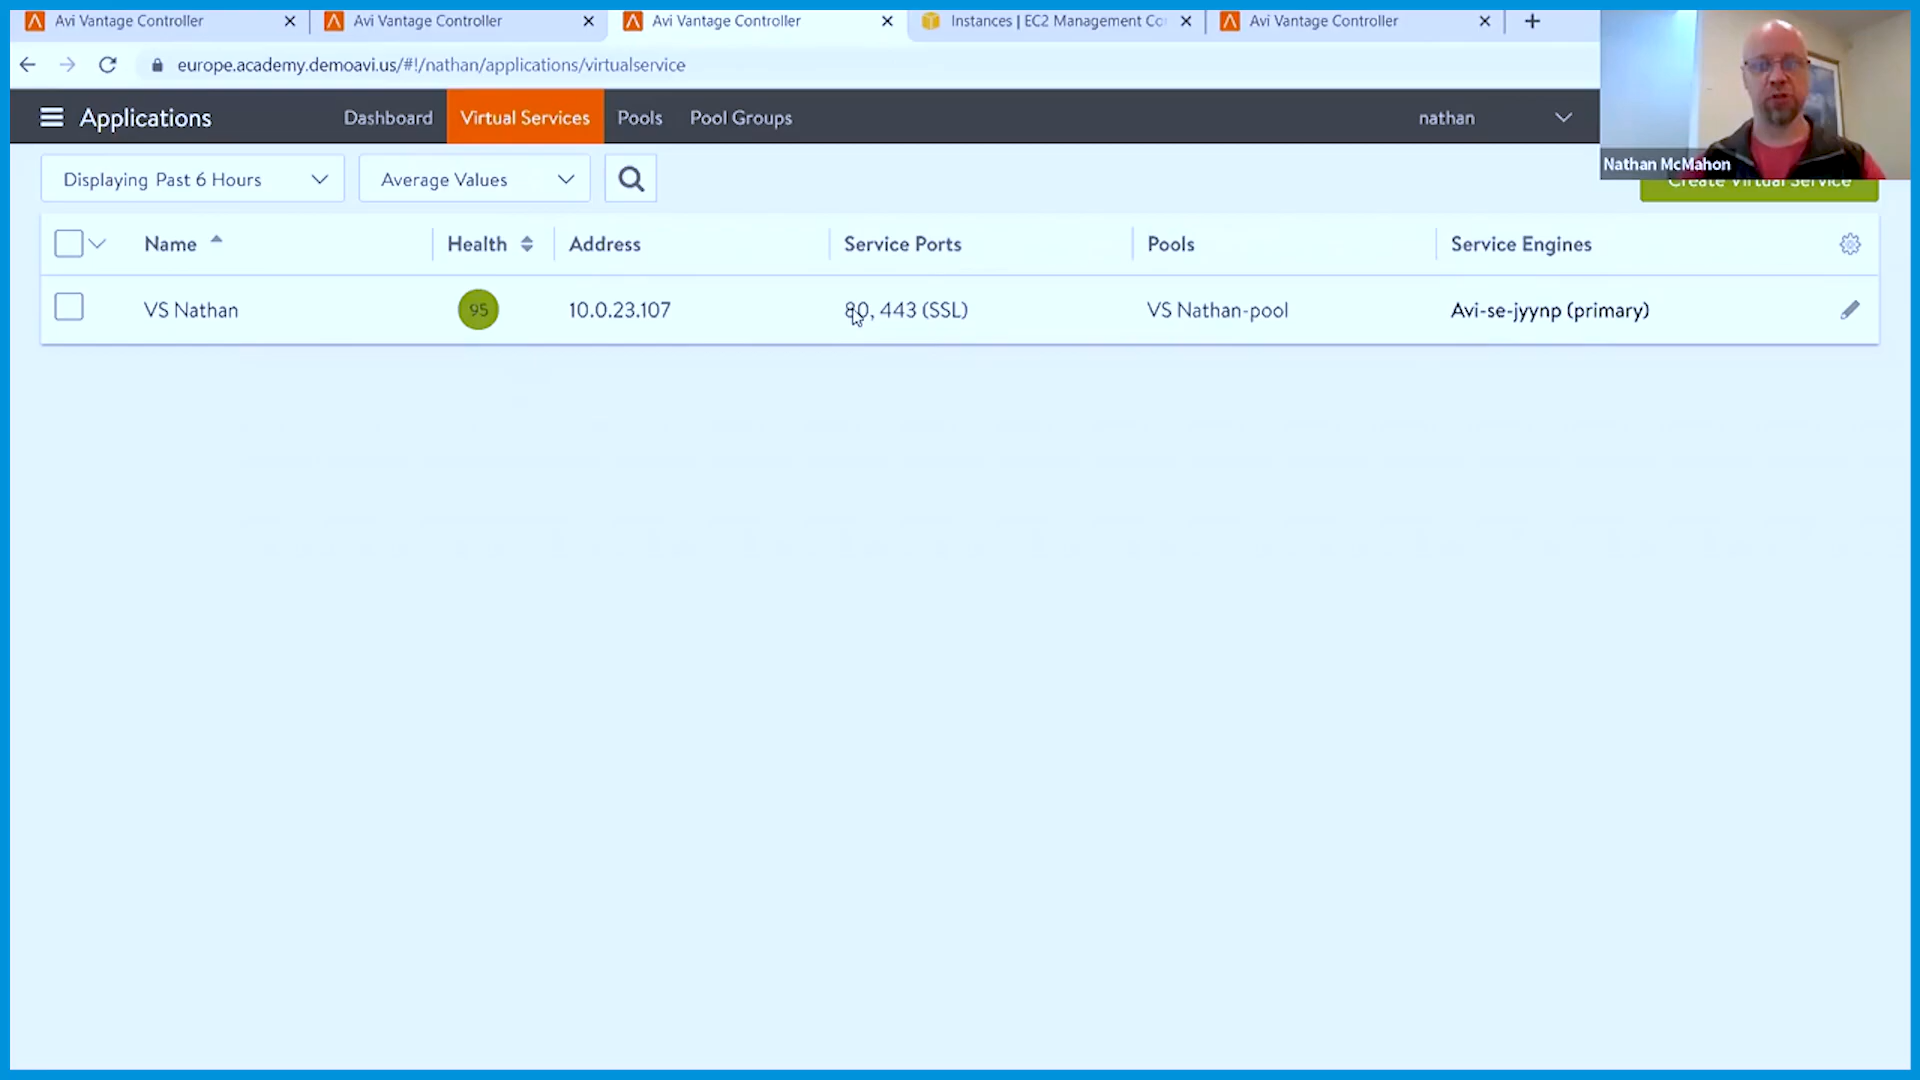 Avi Vantage Controller
Avi Vantage Controller
Avi Vantage Controller
Instances | EC2 Management Co
Avi Vantage Controller
europe.academy.demoavi.us/#!/nathan/applications/virtualservice
Applications
Dashboard
Virtual Services
Pools
Pool Groups
nathan
Nathan McMahon
Displaying Past 6 Hours
Average Values
Create Virtual Service
Name
Health
Address
Service Ports
Pools
Service Engines
VS Nathan
95
10.0.23.107
80, 443 (SSL)
VS Nathan-pool
Avi-se-jyynp (primary)